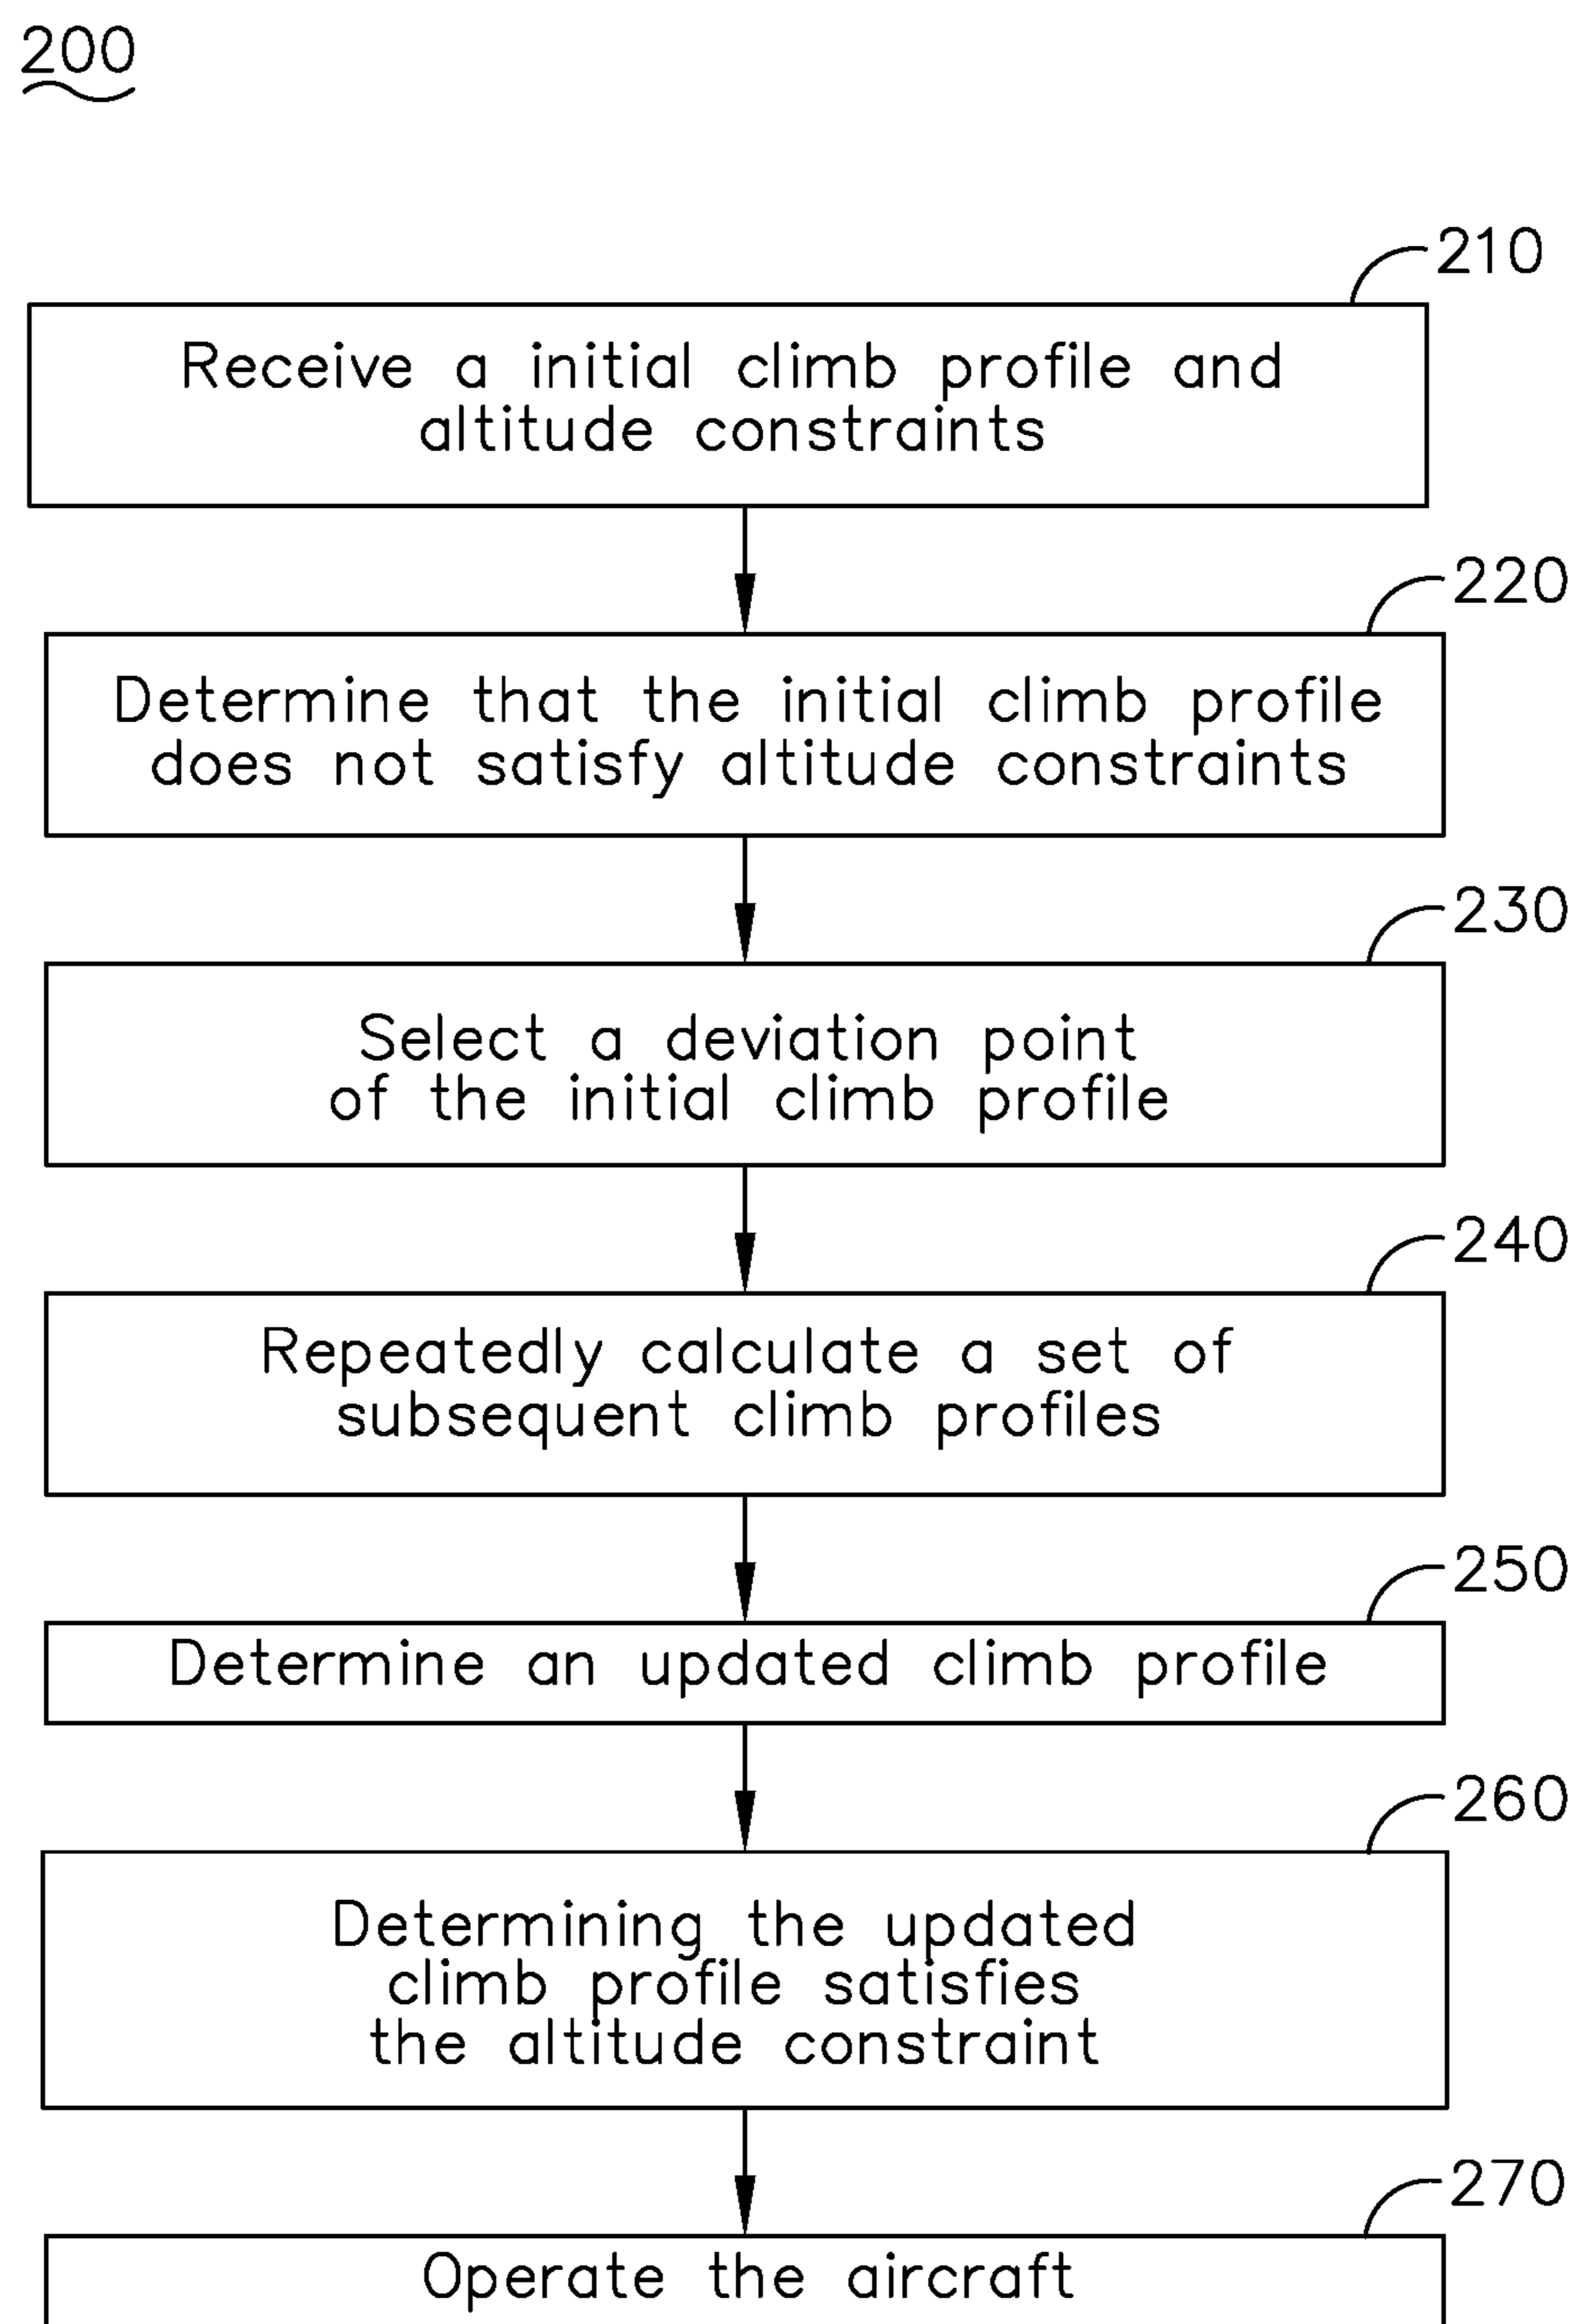 200
210
Receive a initial climb profile and
altitude constraints
220
Determine that the initial climb profile
does not satisfy altitude constraints
230
Select a deviation point
of the initial climb profile
240
Repeatedly calculate a set of
subsequent climb profiles
250
Determine an updated climb profile
260
Determining the updated
climb profile satisfies
the altitude constraint
270
Operate the aircraft